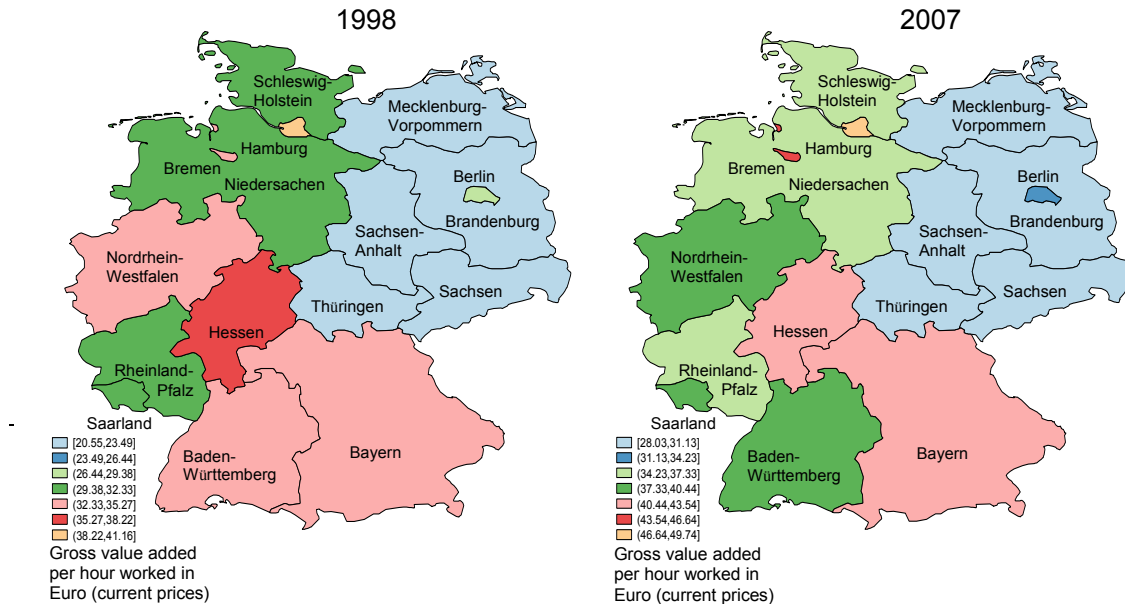 1998
Schleswig-
Holstein
Mecklenburg-
Vorpommern
Hamburg
Bremen
Niedersachen
Berlin
Brandenburg
Sachsen-
Anhalt
Nordrhein-
Westfalen
Sachsen
Thüringen
Hessen
Rheinland-
Pfalz
Saarland
Bayern
Baden-
Württemberg
-
[20.55,23.49]
(23.49,26.44]
(26.44,29.38]
(29.38,32.33]
(32.33,35.27]
(35.27,38.22]
(38.22,41.16]
Gross value added
per hour worked in
Euro (current prices)
2007
Schleswig-
Holstein
Mecklenburg-
Vorpommern
Hamburg
Bremen
Niedersachen
Berlin
Brandenburg
Sachsen-
Anhalt
Nordrhein-
Westfalen
Sachsen
Thüringen
Hessen
Rheinland-
Pfalz
Saarland
Bayern
Baden-
Württemberg
[28.03,31.13]
(31.13,34.23]
(34.23,37.33]
(37.33,40.44]
(40.44,43.54]
(43.54,46.64]
(46.64,49.74]
Gross value added
per hour worked in
Euro (current prices)